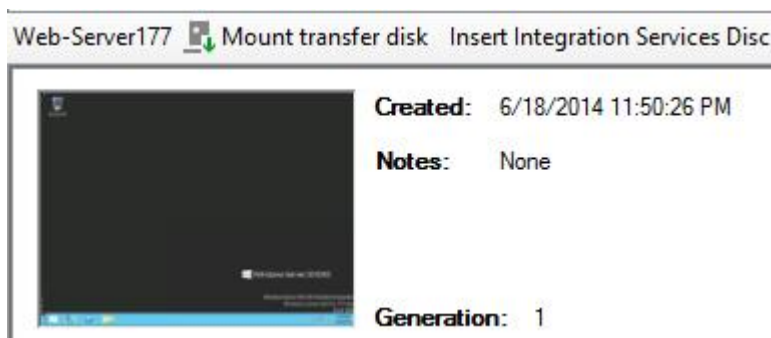 Web-Server177 Mount transfer disk Insert Integration Services Disc
Created: 6/18/2014 11:50:26 PM
Notes: None
Generation: 1